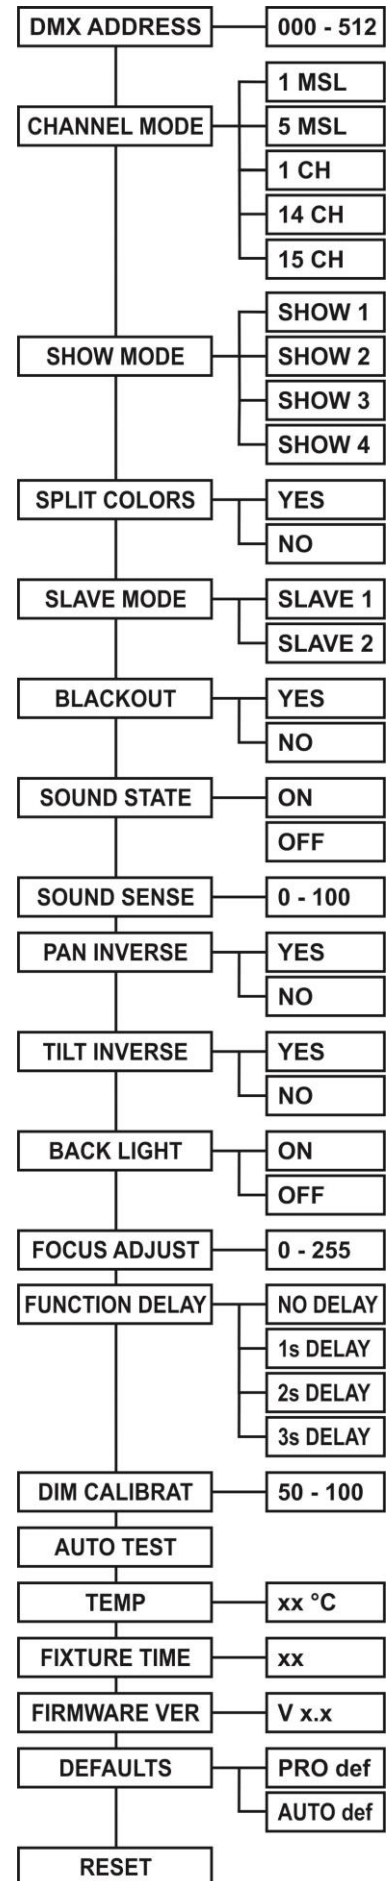 DMX ADDRESS 000 - 512
1 MSL
CHANNEL MODE 5 MSL
1 CH
14 CH
15 CH
SHOW 1
SHOW MODE SHOW 2
SHOW 3
SHOW 4
SPLIT COLORS YES
NO
SLAVE MODE SLAVE 1
SLAVE 2
BLACKOUT YES
NO
SOUND STATE ON
OFF
SOUND SENSE 0 - 100
PAN INVERSE YES
NO
TILT INVERSE YES
NO
BACK LIGHT ON
OFF
FOCUS ADJUST 0 - 255
FUNCTION DELAY NO DELAY
1s DELAY
2s DELAY
3s DELAY
DIM CALIBRAT 50 - 100
AUTO TEST
TEMP xx °C
FIXTURE TIME xx
FIRMWARE VER V x.x
DEFAULTS PRO def
AUTO def
RESET